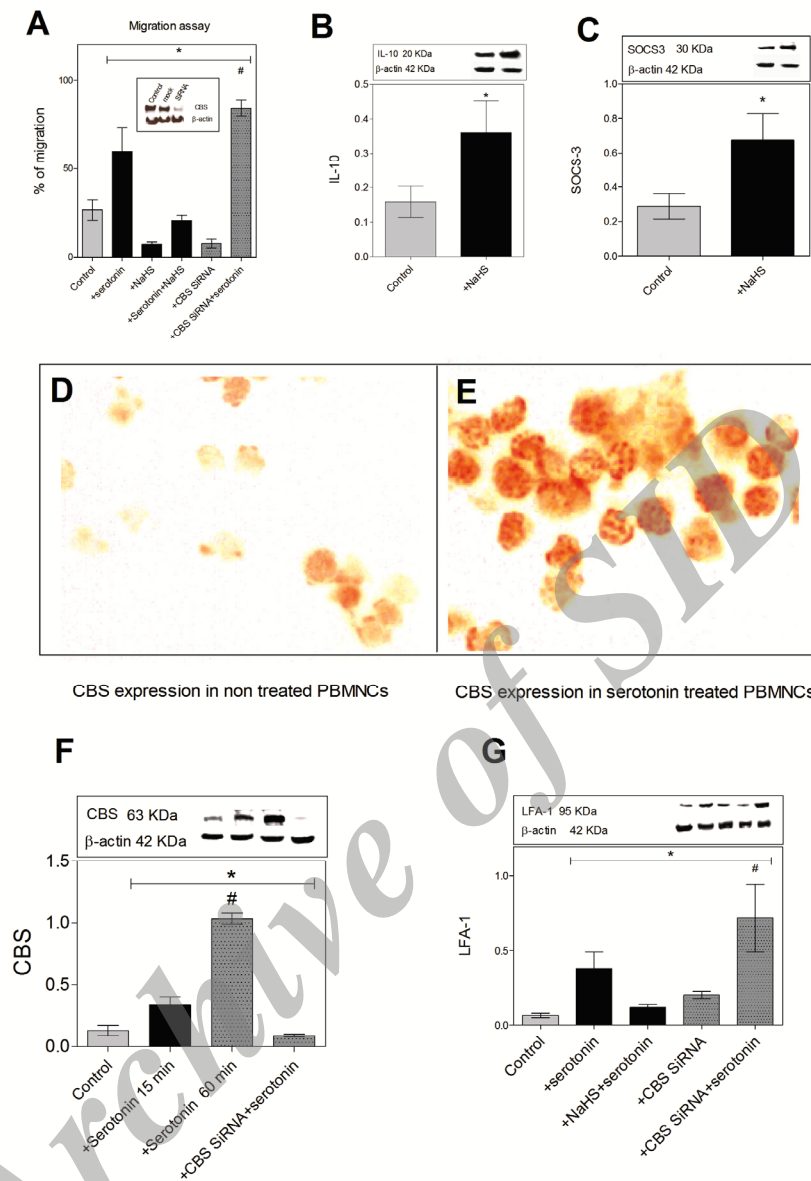 A
Migration assay
*
#
Control
mock
SiRNA
CBS
β-actin
% of migration
100
50
0
Control
+serotonin
+NaHS
+Serotonin+NaHS
+CBS SiRNA
+CBS SiRNA+serotonin
B
IL-10 20 KDa
β-actin 42 KDa
*
IL-10
0.5
0.4
0.3
0.2
0.1
0.0
Control
+NaHS
C
SOCS3 30 KDa
β-actin 42 KDa
*
SOCS-3
1.0
0.8
0.6
0.4
0.2
0.0
Control
+NaHS
D
E
CBS expression in non treated PBMNCs
CBS expression in serotonin treated PBMNCs
F
CBS 63 KDa
β-actin 42 KDa
*
#
CBS
1.5
1.0
0.5
0.0
Control
+Serotonin 15 min
+Serotonin 60 min
+CBS SiRNA+serotonin
G
LFA-1 95 KDa
β-actin 42 KDa
*
#
LFA-1
1.0
0.5
0.0
Control
+serotonin
+NaHS+serotonin
+CBS SiRNA
+CBS SiRNA+serotonin
Archive of SID